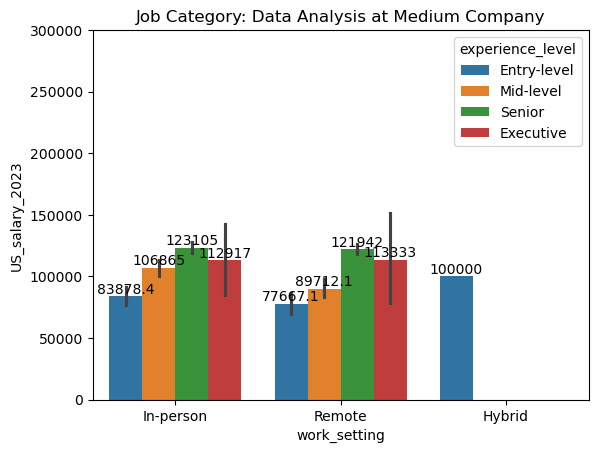 Job Category: Data Analysis at Medium Company
300000
250000
200000
150000
100000
50000
0
US_salary_2023
experience_level
Entry-level
Mid-level
Senior
Executive
83878.4
106865
123105
112917
77667.1
89712.1
121942
113333
100000
In-person
Remote
Hybrid
work_setting